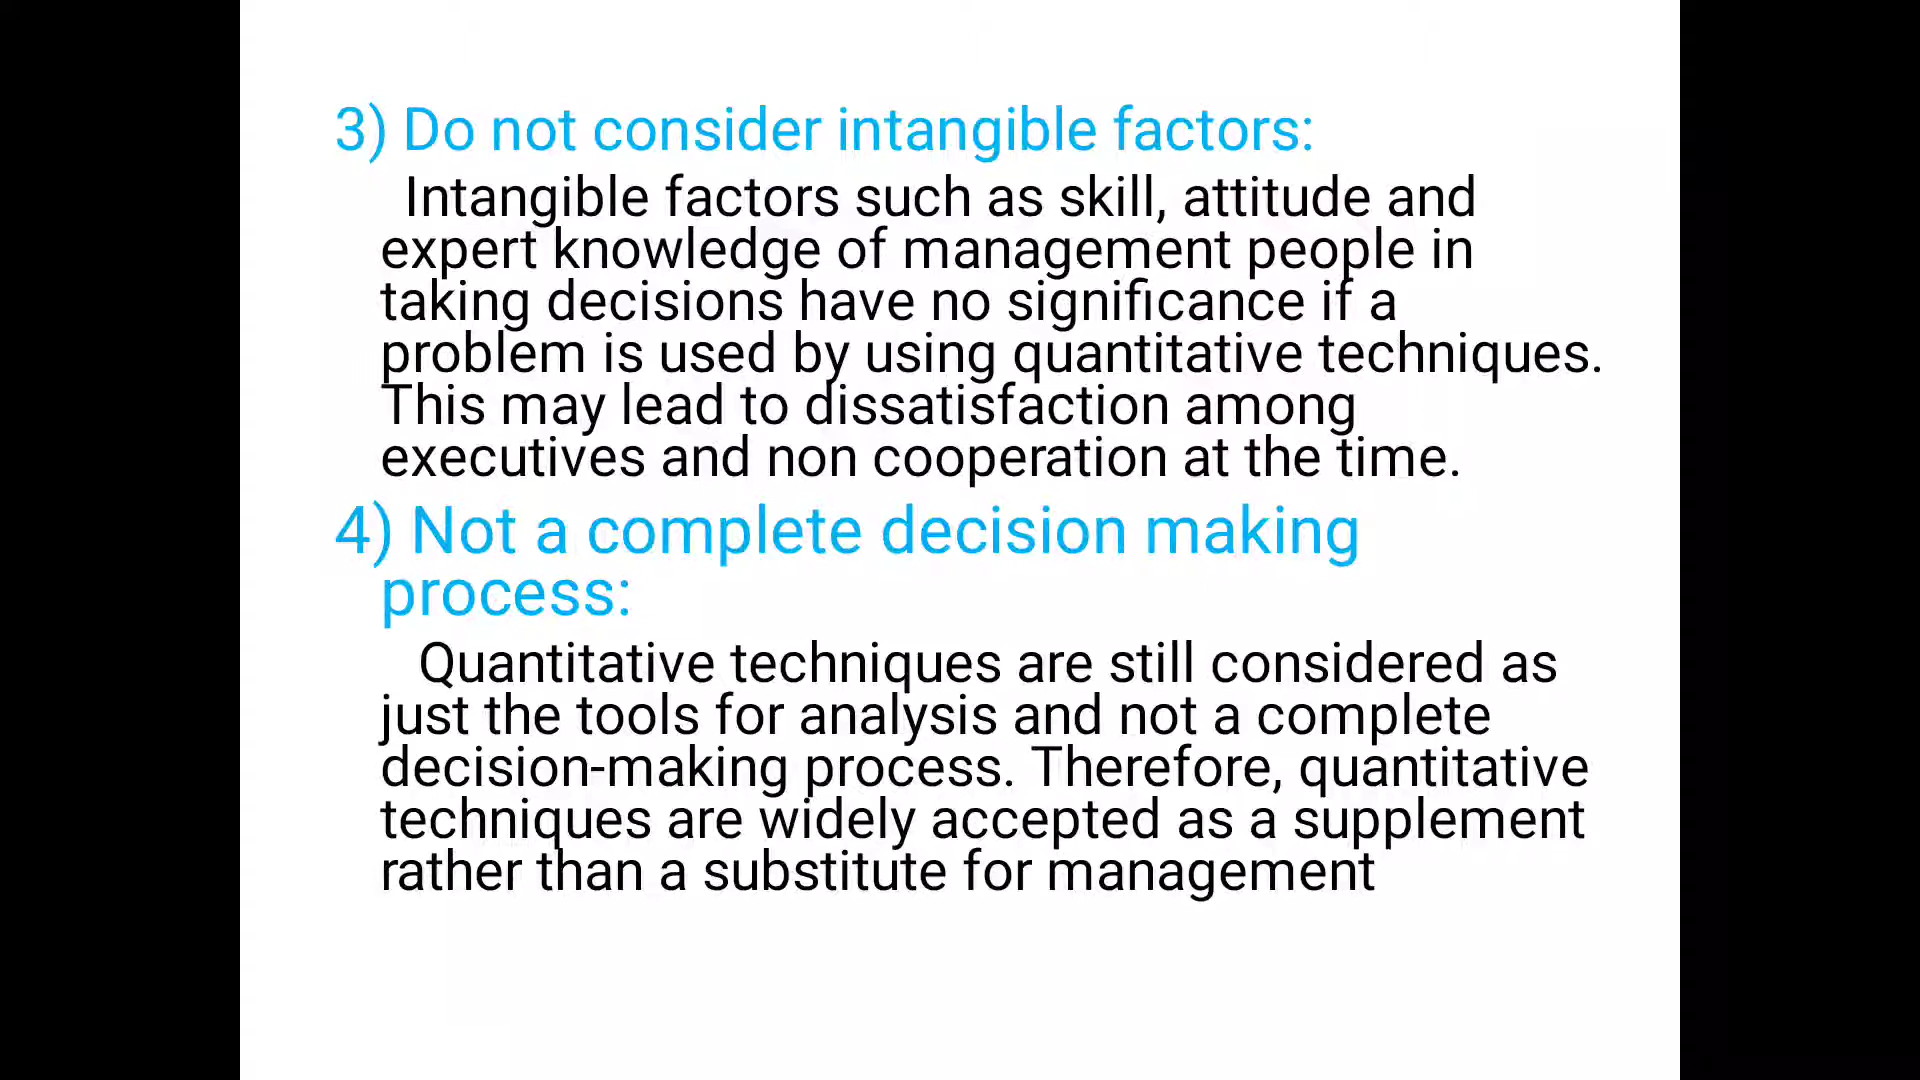 3) Do not consider intangible factors:
Intangible factors such as skill, attitude and
expert knowledge of management people in
taking decisions have no significance if a
problem is used by using quantitative techniques.
This may lead to dissatisfaction among
executives and non cooperation at the time.
4) Not a complete decision making
process:
Quantitative techniques are still considered as
just the tools for analysis and not a complete
decision-making process. Therefore, quantitative
techniques are widely accepted as a supplement
rather than a substitute for management